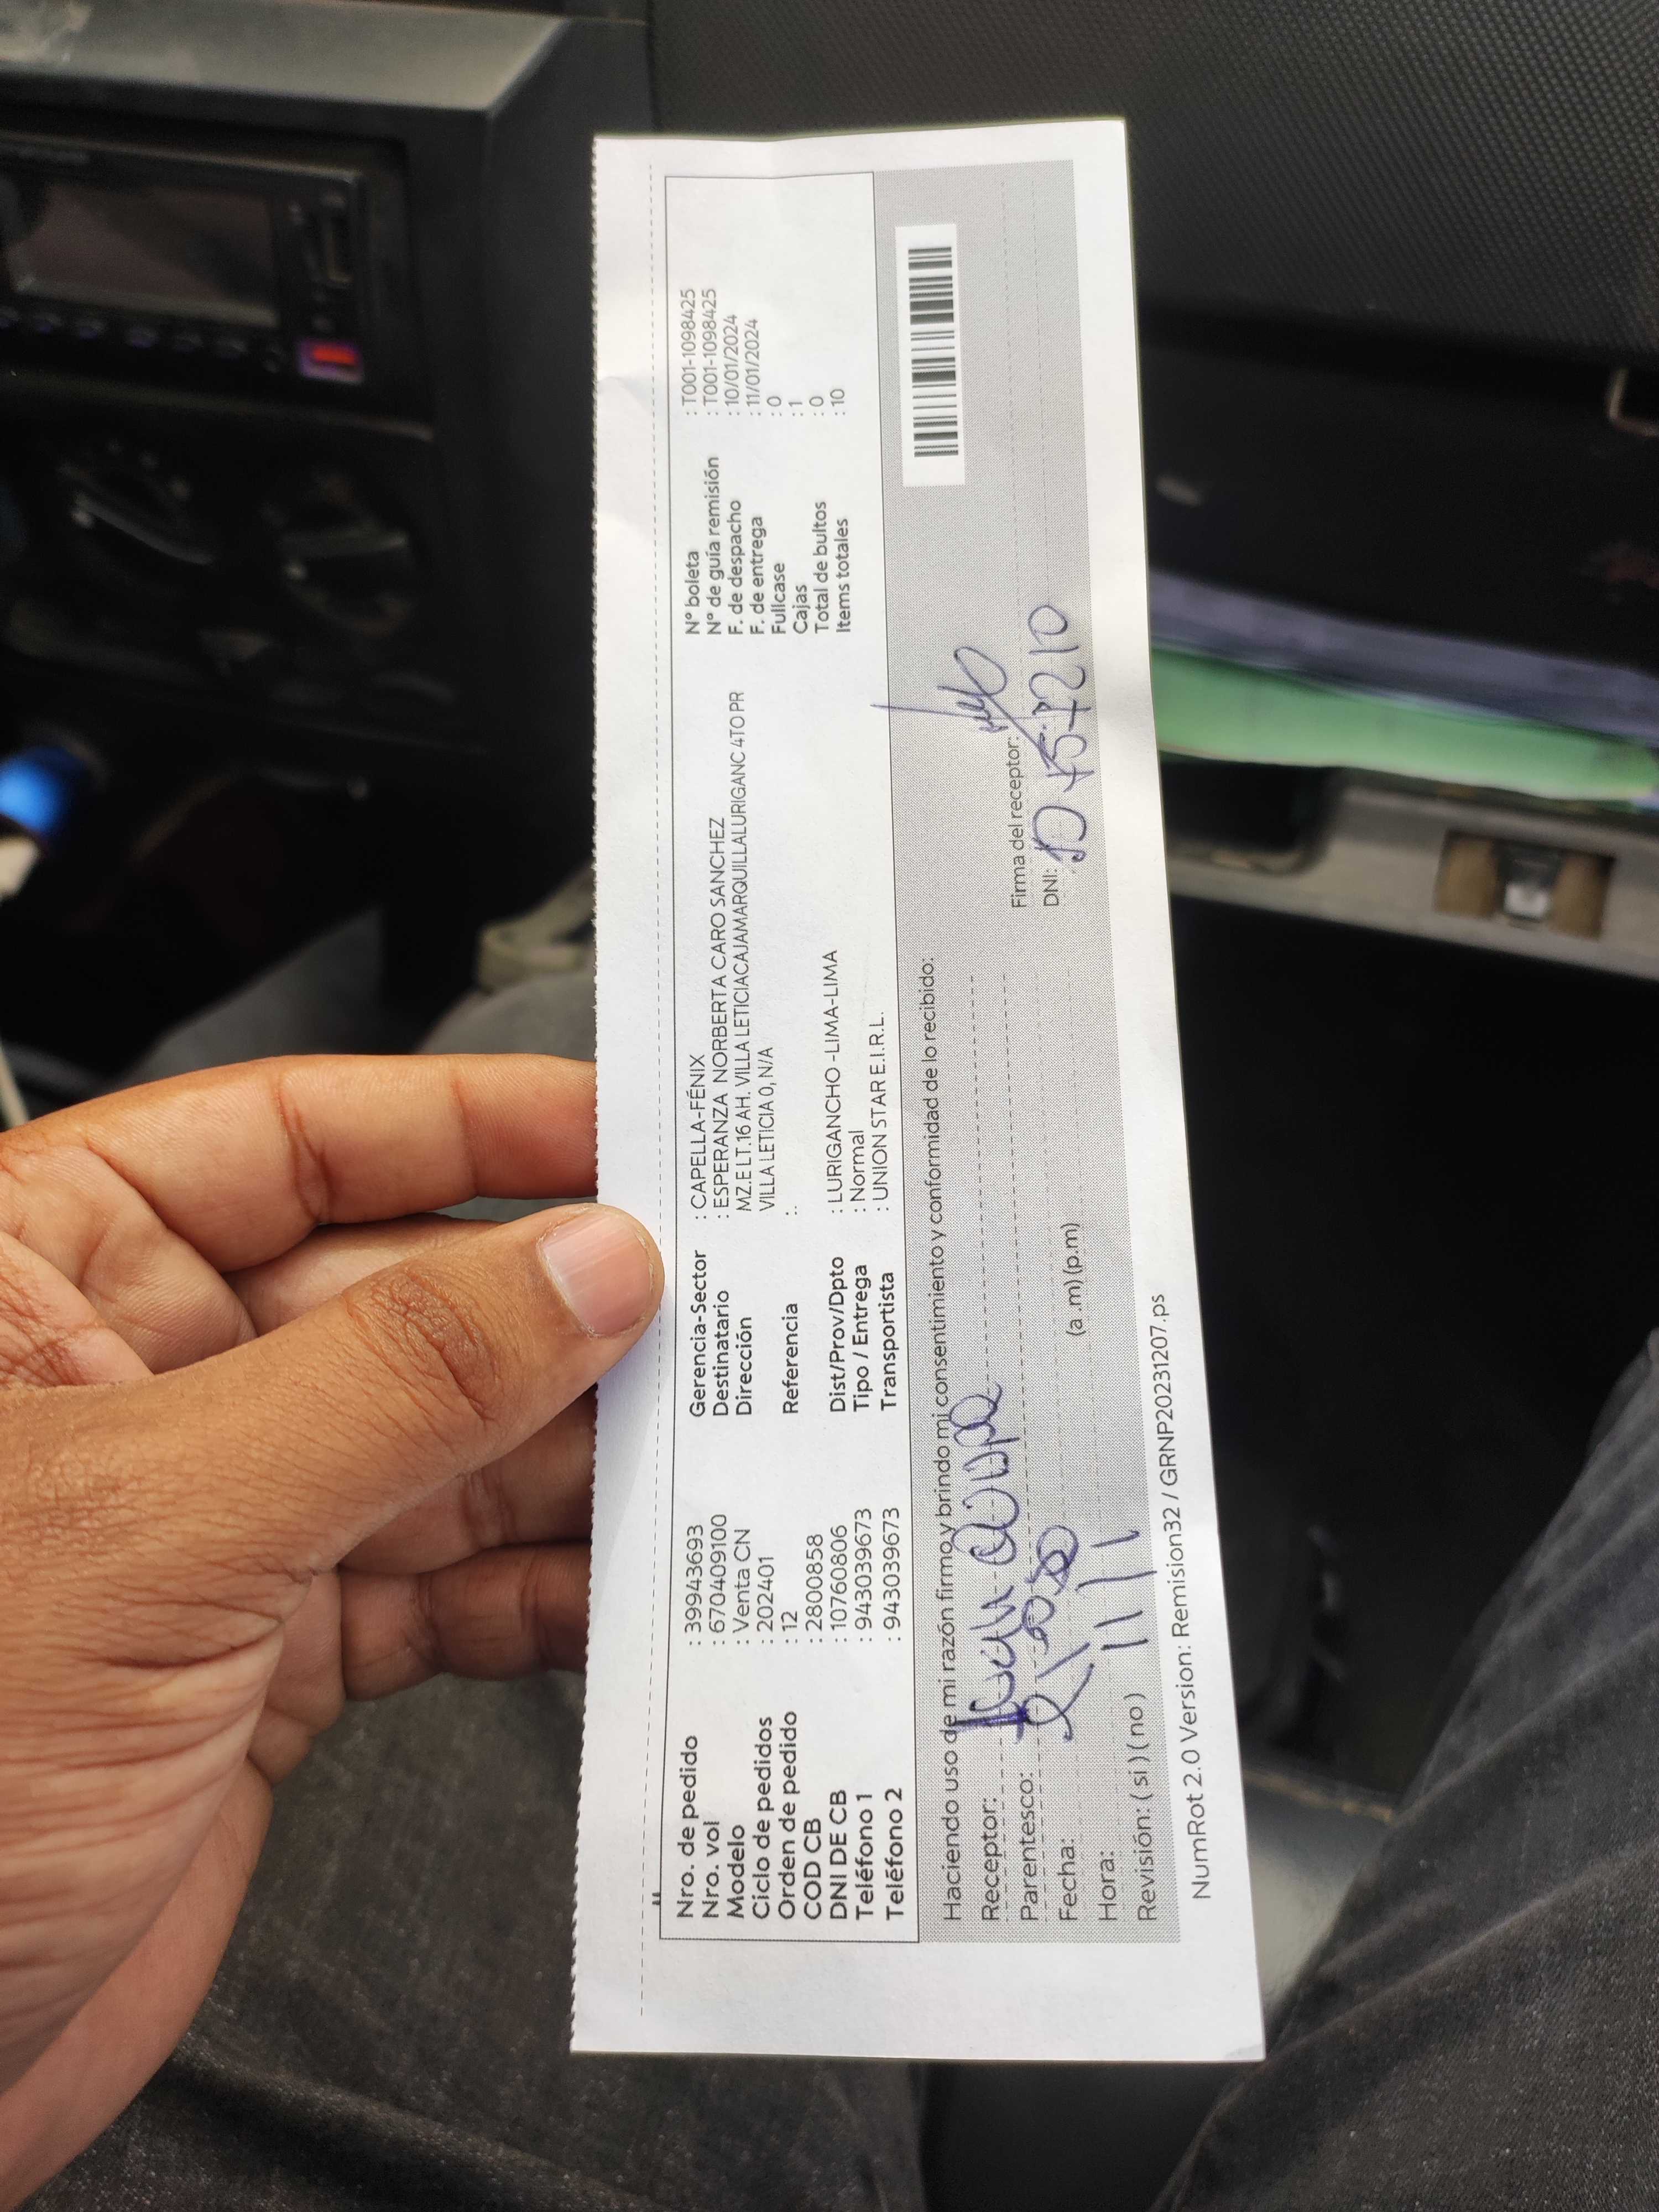 Nro. de pedido : 39943693
Nro. vol : 670409100
Modelo : Venta CN
Ciclo de pedidos : 202401
Orden de pedido : 12
COD CB : 2800858
DNI DE CB : 10760806
Teléfono 1 : 943039673
Teléfono 2 : 943039673
Gerencia-Sector : CAPELLA-FÉNIX
Destinatario : ESPERANZA NORBERTA CARO SANCHEZ
Dirección MZ.E LT.16 AH. VILLA LETICIACAJAMARQUILLALURIGANC 4TO PR
VILLA LETICIA 0, N/A
Referencia : .
Dist/Prov/Dpto : LURIGANCHO -LIMA-LIMA
Tipo / Entrega : Normal
Transportista : UNION STAR E.I.R.L.
N° boleta : T001-1098425
N° de guía remisión : T001-1098425
F. de despacho : 10/01/2024
F. de entrega : 11/01/2024
Fullcase : 0
Cajas : 1
Total de bultos : 0
Items totales : 10
Haciendo uso de mi razón firmo y brindo mi consentimiento y conformidad de lo recibido:
Receptor:
Parentesco:
Fecha:
Hora: (a .m) (p.m)
Revisión: ( si ) ( no )
Firma del receptor:
DNI:
NumRot 2.0 Version: Remision32 / GRNP20231207.ps